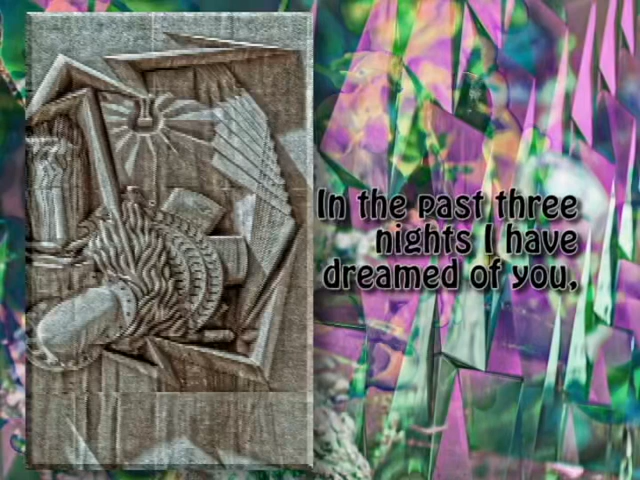 In the past three
nights I have
dreamed of you,